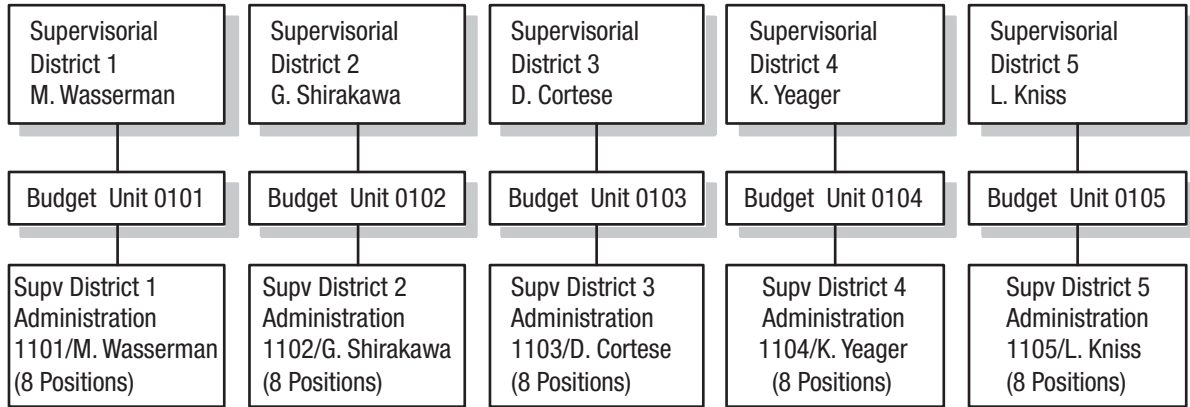 Supervisorial
District 1
M. Wasserman
Budget Unit 0101
Supv District 1
Administration
1101/M. Wasserman
(8 Positions)
Supervisorial
District 2
G. Shirakawa
Budget Unit 0102
Supv District 2
Administration
1102/G. Shirakawa
(8 Positions)
Supervisorial
District 3
D. Cortese
Budget Unit 0103
Supv District 3
Administration
1103/D. Cortese
(8 Positions)
Supervisorial
District 4
K. Yeager
Budget Unit 0104
Supv District 4
Administration
1104/K. Yeager
(8 Positions)
Supervisorial
District 5
L. Kniss
Budget Unit 0105
Supv District 5
Administration
1105/L. Kniss
(8 Positions)